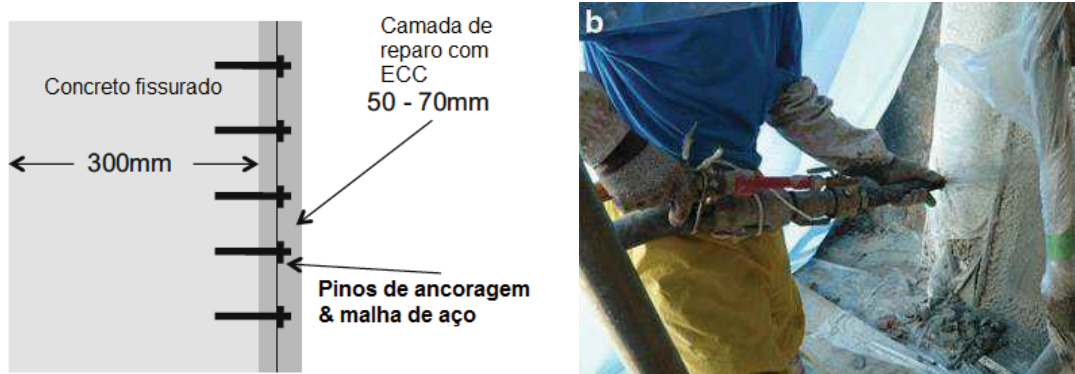 Concreto fissurado
300mm
Camada de
reparo com
ECC
50 - 70mm
Pinos de ancoragem
& malha de aço
b